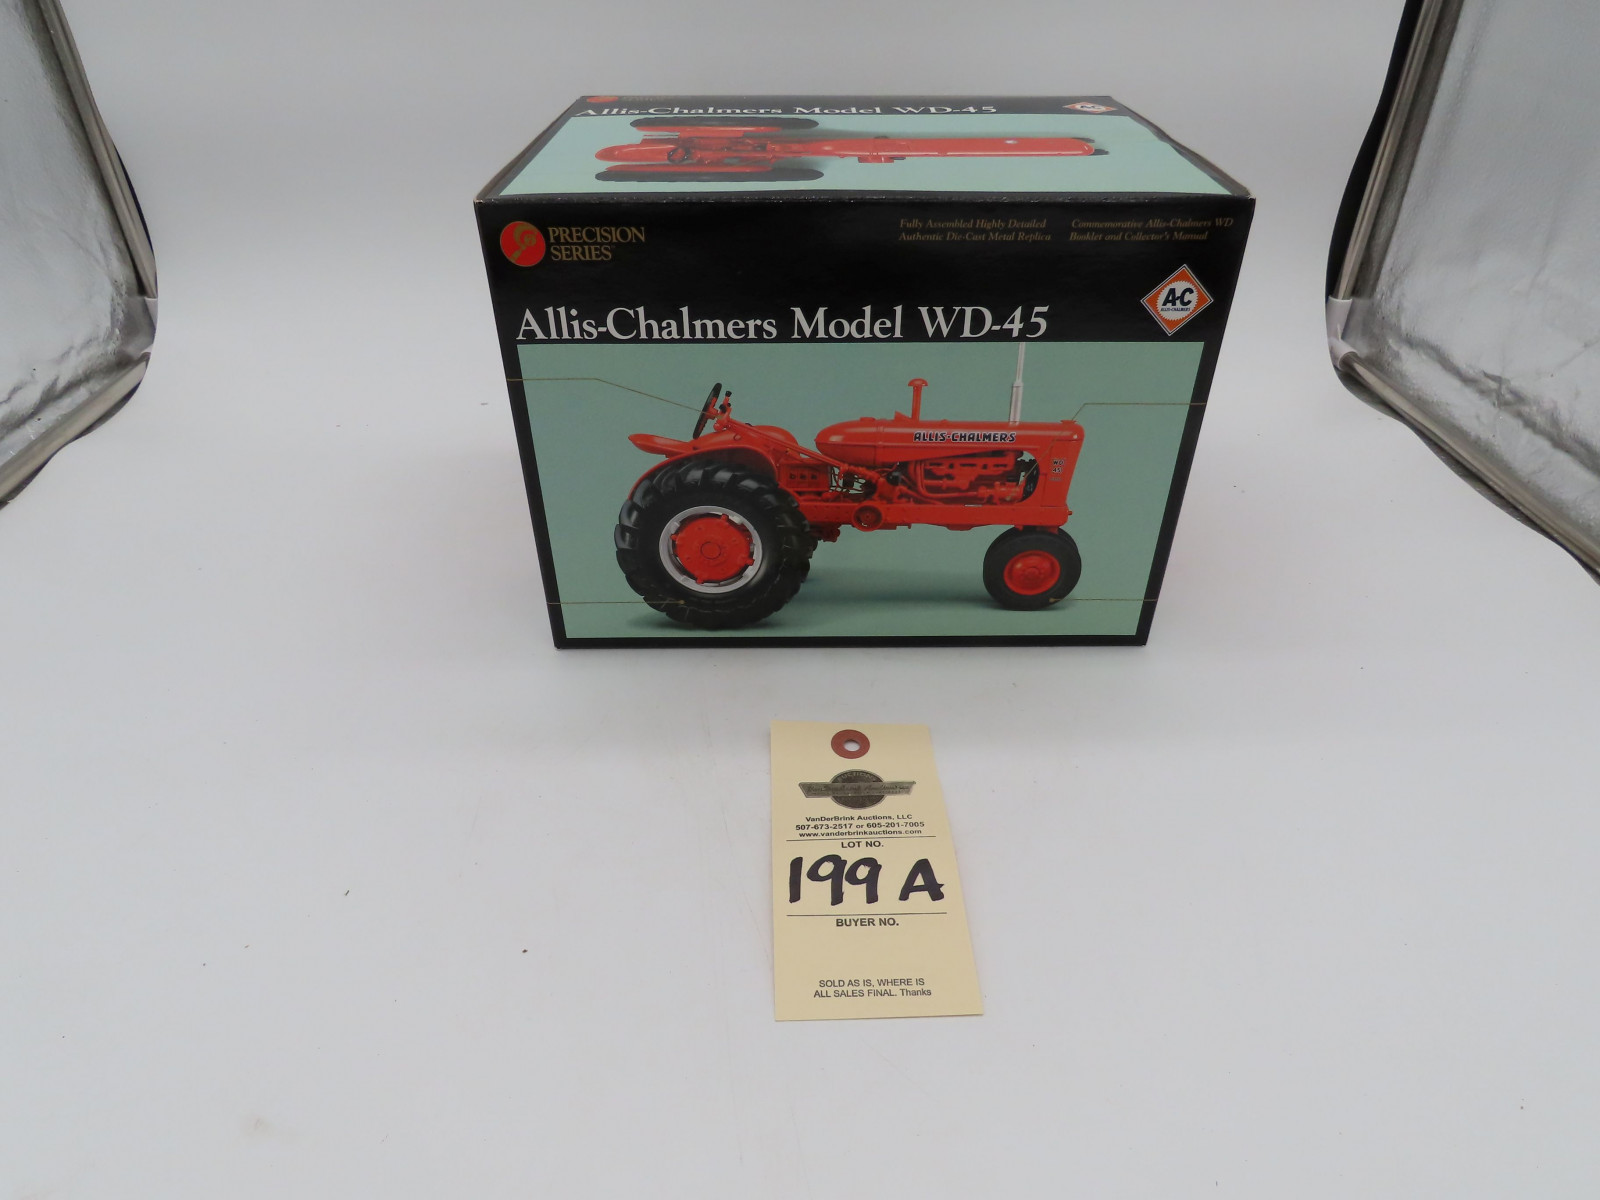 Allis-Chalmers Model WD-45
AC
PRECISION
SERIES
Fully Assembled Highly Detailed
Authentic Die-Cast Metal Replica
Commemorative Allis-Chalmers WD
Booklet and Collector's Manual
Allis-Chalmers Model WD-45
A-C
ALLIS-CHALMERS
ALLIS-CHALMERS
WD
45
VanDerBrink Auctions, LLC
507-673-2517 or 605-201-7005
www.vanderbrinkauctions.com
LOT NO.
199 A
BUYER NO.
SOLD AS IS, WHERE IS
ALL SALES FINAL. Thanks